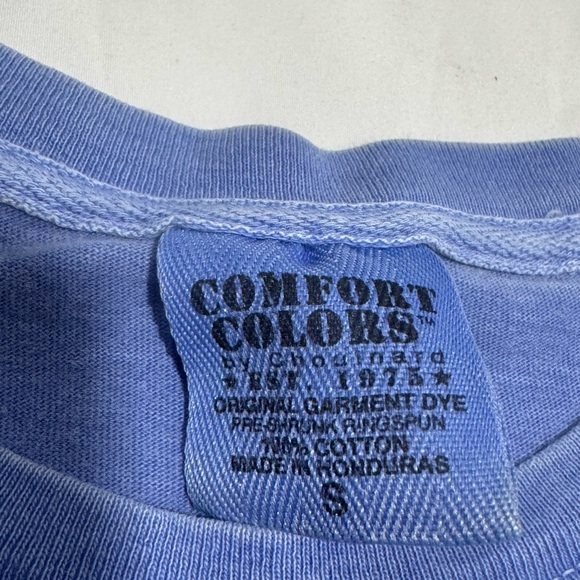 COMFORT
COLORS™
by Chouinard
★ EST. 1975 ★
ORIGINAL GARMENT DYE
PRE-SHRUNK RINGSPUN
100% COTTON
MADE IN HONDURAS
S